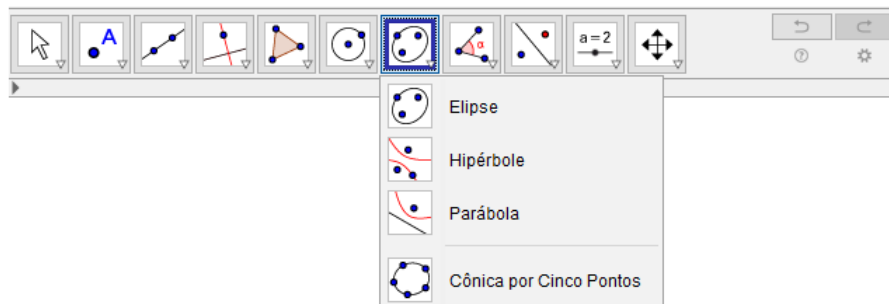 A
α
a=2
Elipse
Hipérbole
Parábola
Cônica por Cinco Pontos